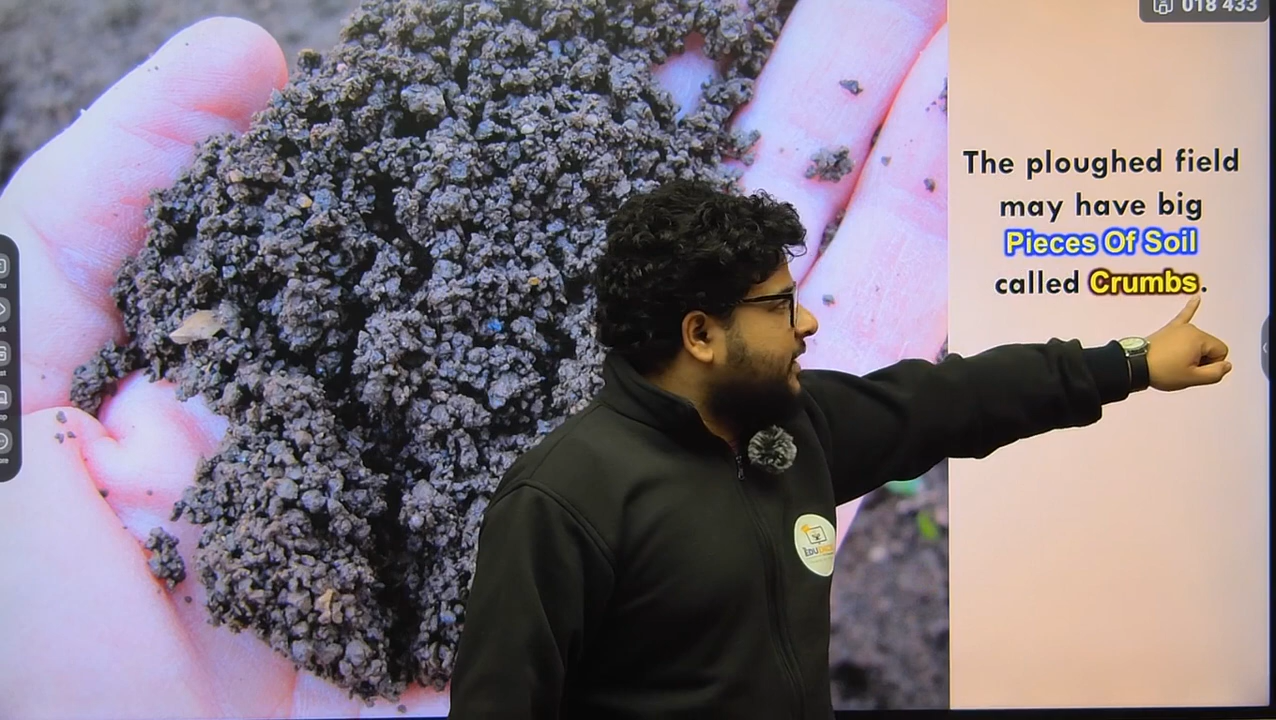 018 433
The ploughed field
may have big
Pieces Of Soil
called Crumbs.